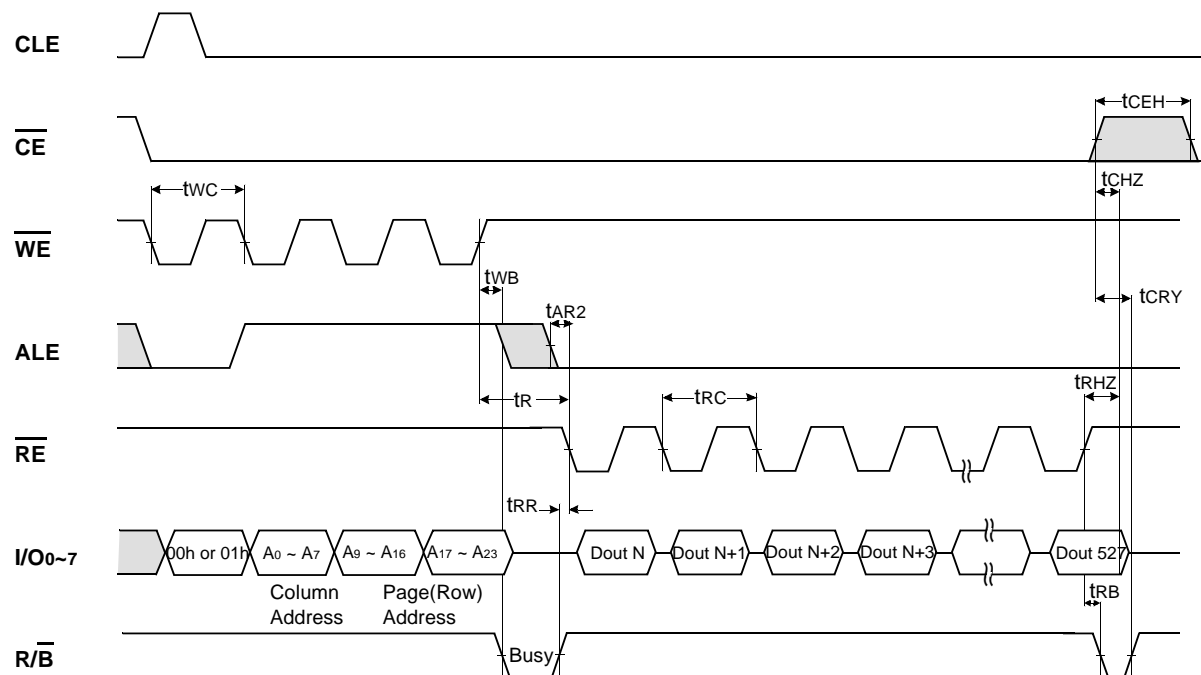 CLE
tCEH
CE
tCHZ
tWC
WE
tWB
tCRY
tAR2
ALE
tRHZ
tR
tRC
RE
tRR
I/O0~7
00h or 01h
A0 ~ A7
A9 ~ A16
A17 ~ A23
Dout N
Dout N+1
Dout N+2
Dout N+3
Dout 527
Column
Address
Page(Row)
Address
tRB
R/B
Busy